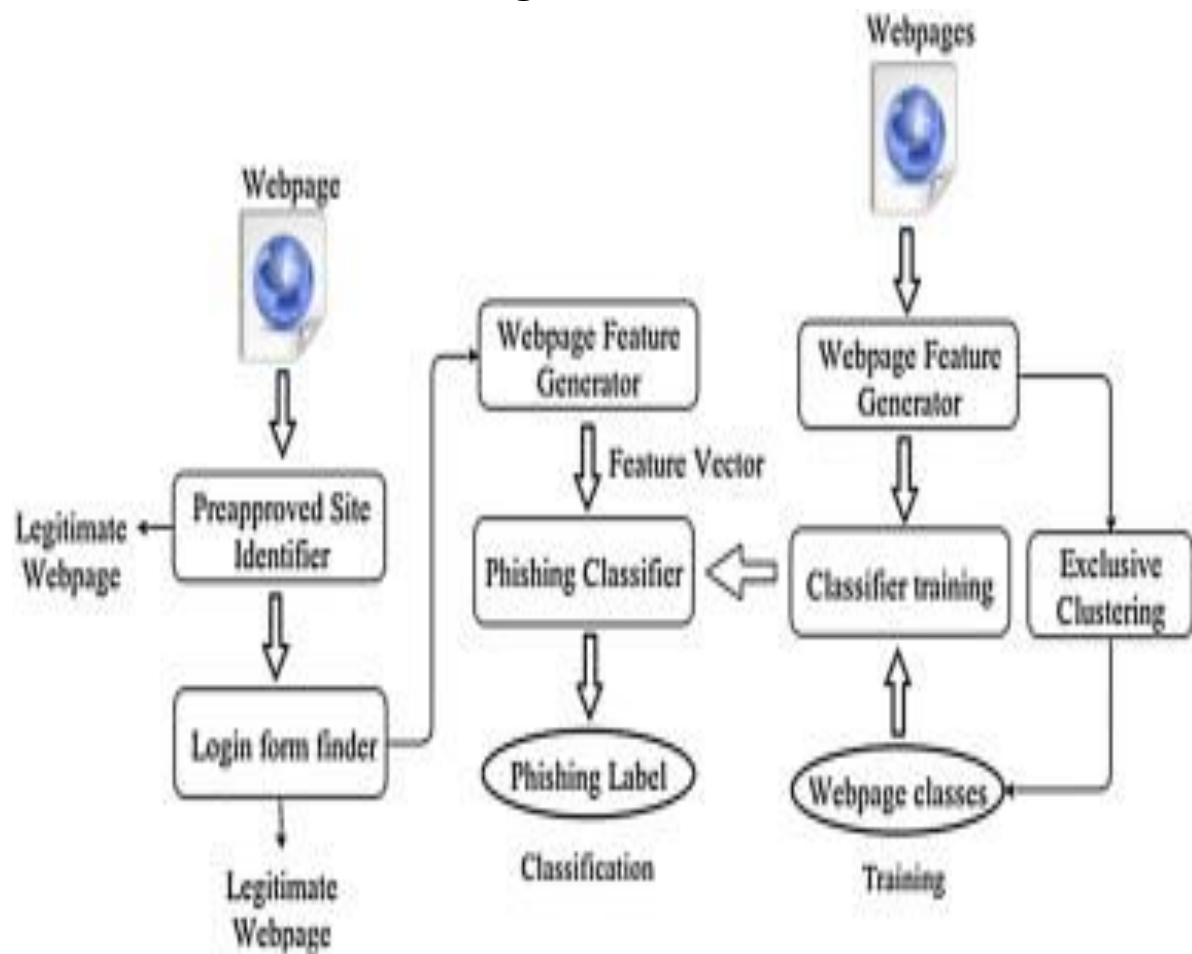 Webpage
Preapproved Site
Identifier
Legitimate
Webpage
Login form finder
Legitimate
Webpage
Webpage Feature
Generator
Feature Vector
Phishing Classifier
Phishing Label
Classification
Webpages
Webpage Feature
Generator
Classifier training
Exclusive
Clustering
Webpage classes
Training